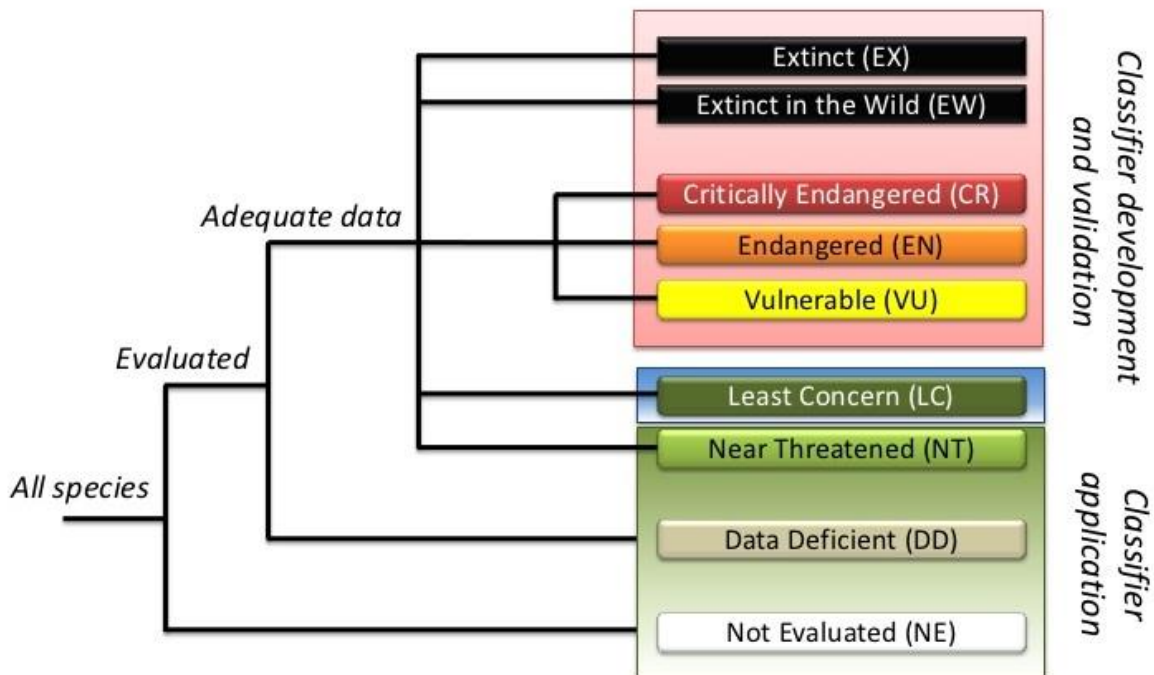 Extinct (EX)
Extinct in the Wild (EW)
Critically Endangered (CR)
Adequate data
Endangered (EN)
Vulnerable (VU)
Evaluated
Least Concern (LC)
Near Threatened (NT)
All species
Data Deficient (DD)
Not Evaluated (NE)
Classifier development
and validation
Classifier
application